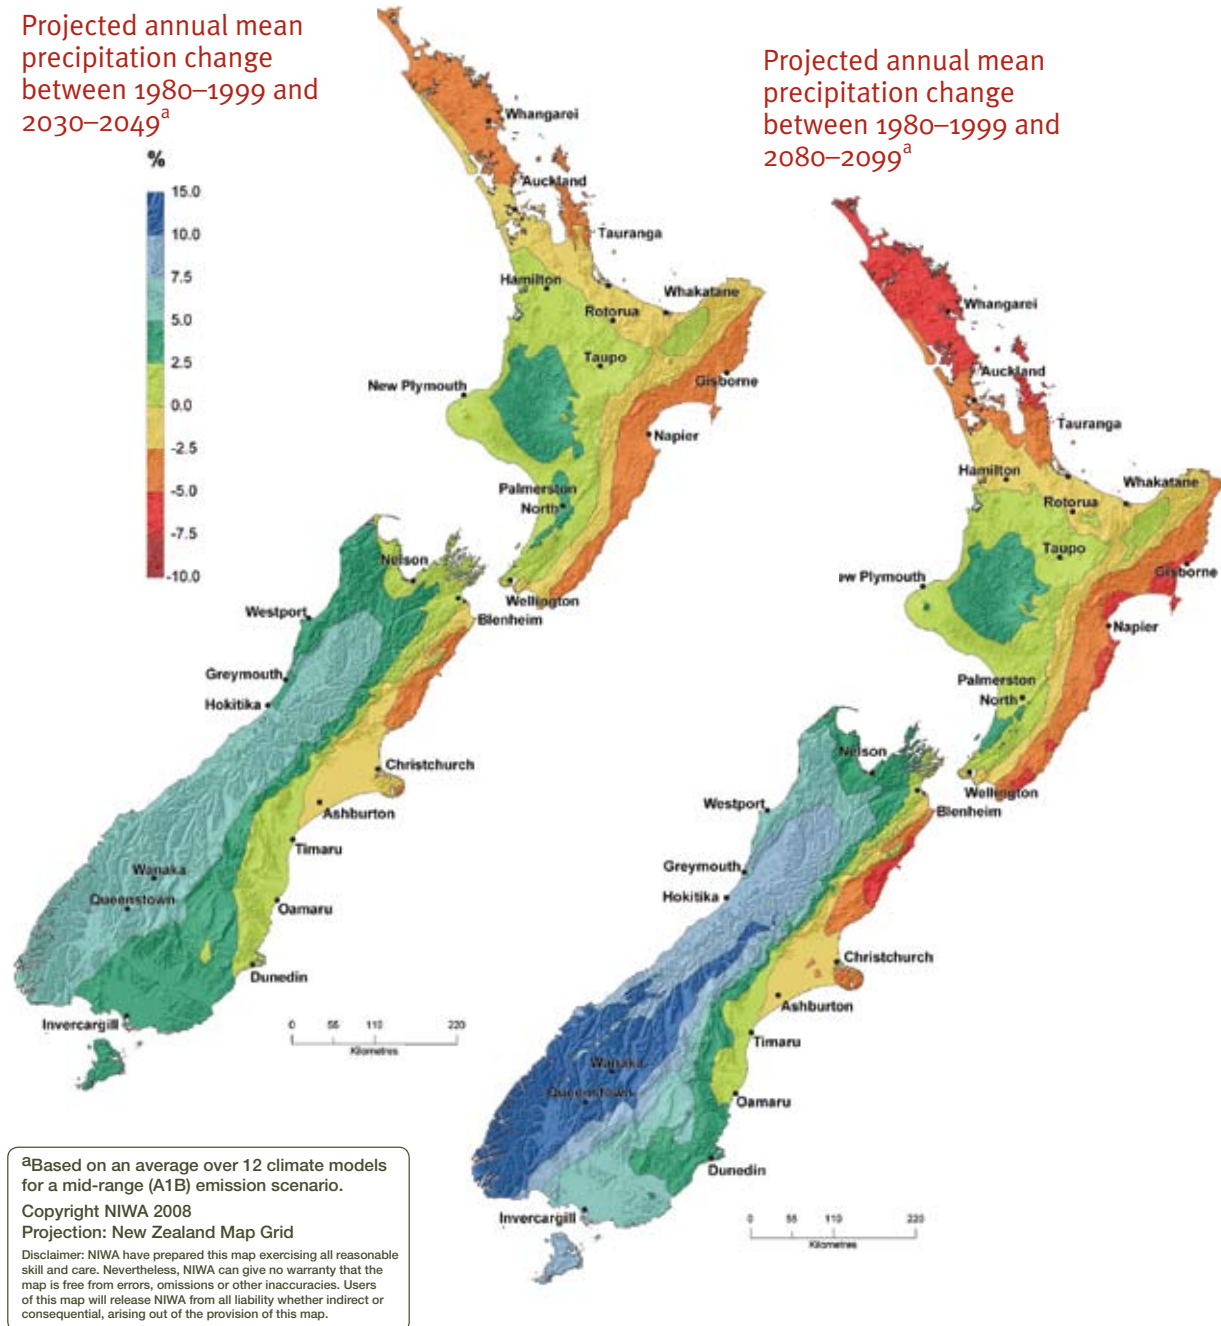 Projected annual mean
precipitation change
between 1980–1999 and
2030–2049a
%
15.0
10.0
7.5
5.0
2.5
0.0
-2.5
-5.0
-7.5
-10.0
Whangarei
Auckland
Tauranga
Hamilton
Whakatane
Rotorua
Taupo
Gisborne
New Plymouth
Napier
Palmerston
North
Nelson
Wellington
Westport
Blenheim
Greymouth
Hokitika
Christchurch
Ashburton
Timaru
Wanaka
Queenstown
Oamaru
Dunedin
Invercargill
0 55 110 220
Kilometres
Projected annual mean
precipitation change
between 1980–1999 and
2080–2099a
Whangarei
Auckland
Tauranga
Hamilton
Whakatane
Rotorua
Taupo
Gisborne
ew Plymouth
Napier
Palmerston
North
Nelson
Wellington
Westport
Blenheim
Greymouth
Hokitika
Christchurch
Ashburton
Timaru
Wanaka
Queenstown
Oamaru
Dunedin
Invercargill
0 55 110 220
Kilometres
aBased on an average over 12 climate models
for a mid-range (A1B) emission scenario.
Copyright NIWA 2008
Projection: New Zealand Map Grid
Disclaimer: NIWA have prepared this map exercising all reasonable
skill and care. Nevertheless, NIWA can give no warranty that the
map is free from errors, omissions or other inaccuracies. Users
of this map will release NIWA from all liability whether indirect or
consequential, arising out of the provision of this map.